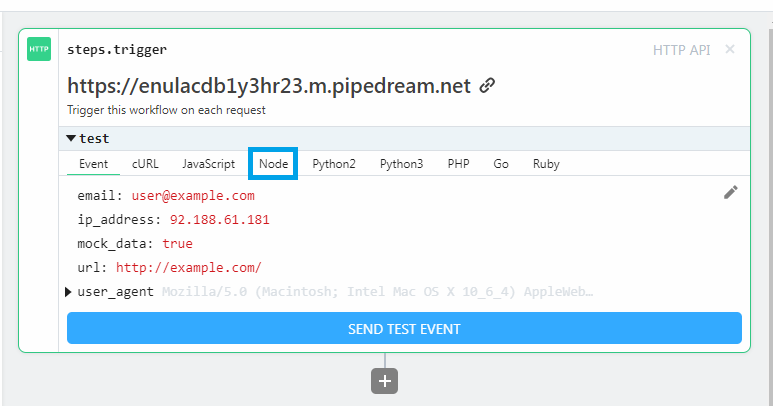 HTTP steps.trigger HTTP API ×
https://enulacdb1y3hr23.m.pipedream.net
Trigger this workflow on each request
test
Event cURL JavaScript Node Python2 Python3 PHP Go Ruby
email: user@example.com
ip_address: 92.188.61.181
mock_data: true
url: http://example.com/
user_agent Mozilla/5.0 (Macintosh; Intel Mac OS X 10_6_4) AppleWeb…
SEND TEST EVENT